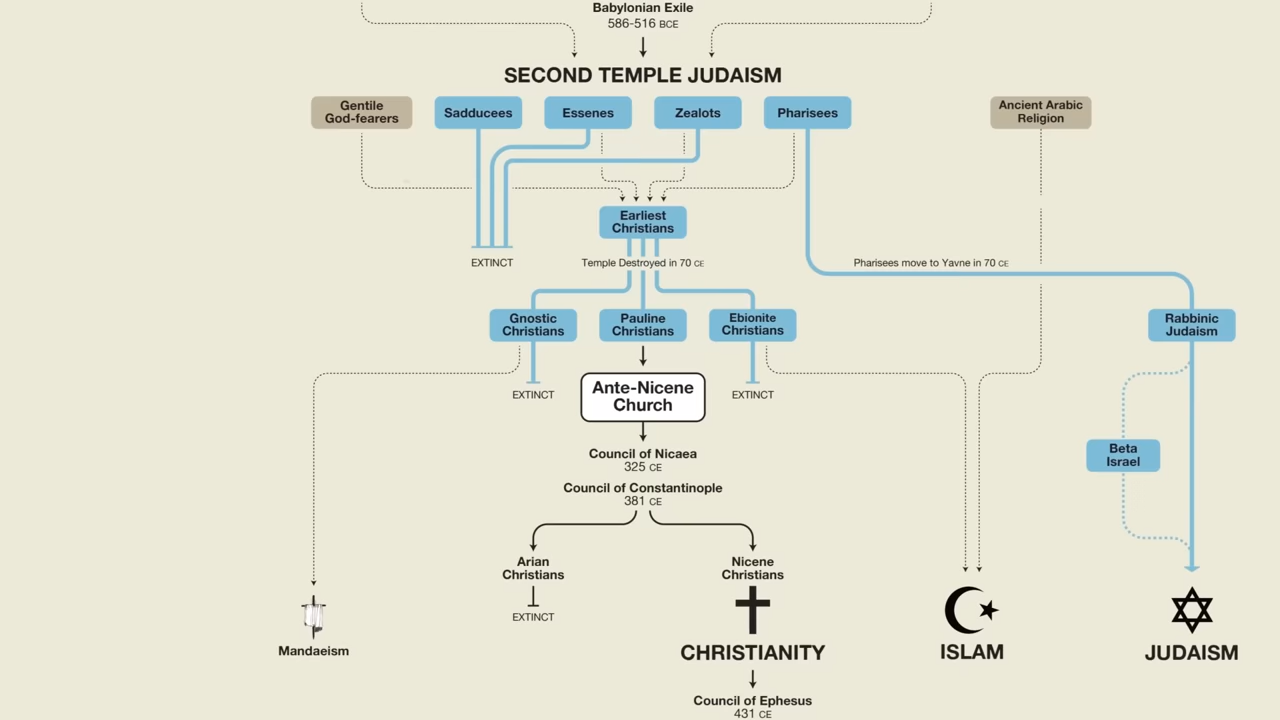 Babylonian Exile
586-516 BCE
SECOND TEMPLE JUDAISM
Gentile
God-fearers
Sadducees
Essenes
Zealots
Pharisees
Ancient Arabic
Religion
Earliest
Christians
EXTINCT
Temple Destroyed in 70 CE
Pharisees move to Yavne in 70 CE
Gnostic
Christians
Pauline
Christians
Ebionite
Christians
Rabbinic
Judaism
EXTINCT
Ante-Nicene
Church
EXTINCT
Council of Nicaea
325 CE
Beta
Israel
Council of Constantinople
381 CE
Arian
Christians
Nicene
Christians
EXTINCT
Mandaeism
CHRISTIANITY
ISLAM
JUDAISM
Council of Ephesus
431 CE